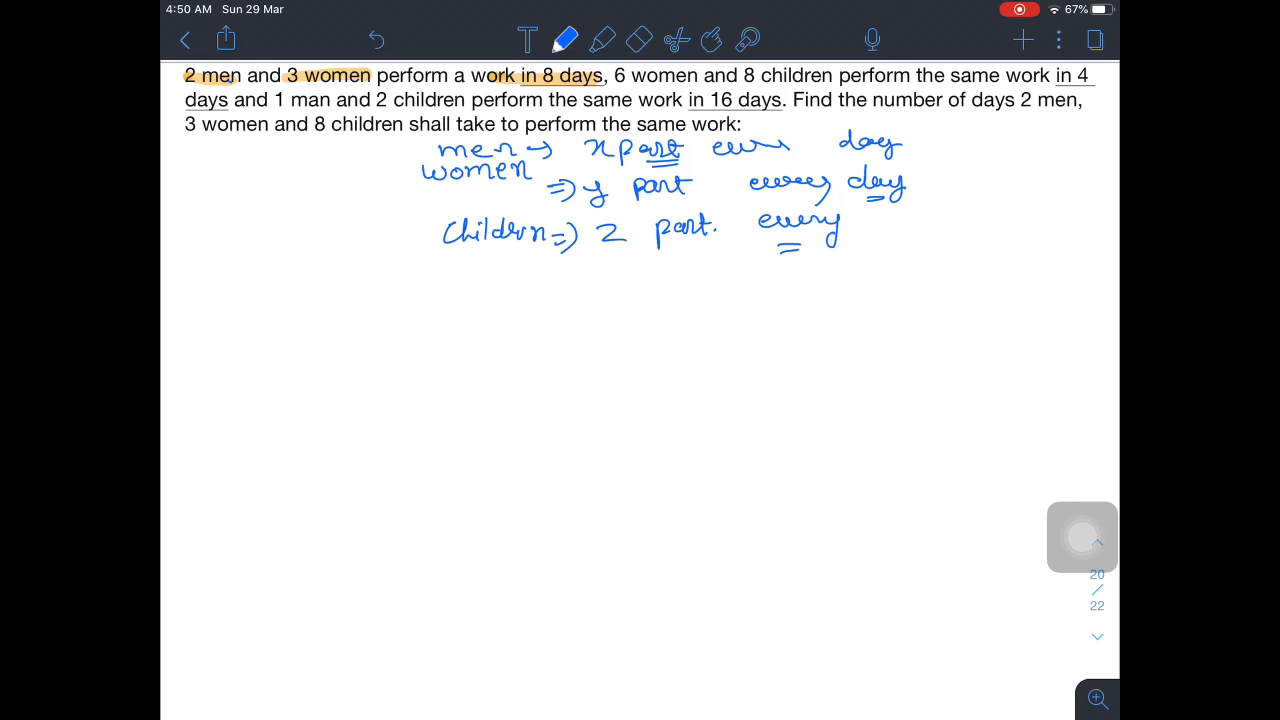 4:50 AM Sun 29 Mar
67%
2 men and 3 women perform a work in 8 days, 6 women and 8 children perform the same work in 4
days and 1 man and 2 children perform the same work in 16 days. Find the number of days 2 men,
3 women and 8 children shall take to perform the same work:
men → x part every day
women ⇒ y part every day
children ⇒ z part. every
20
/
22